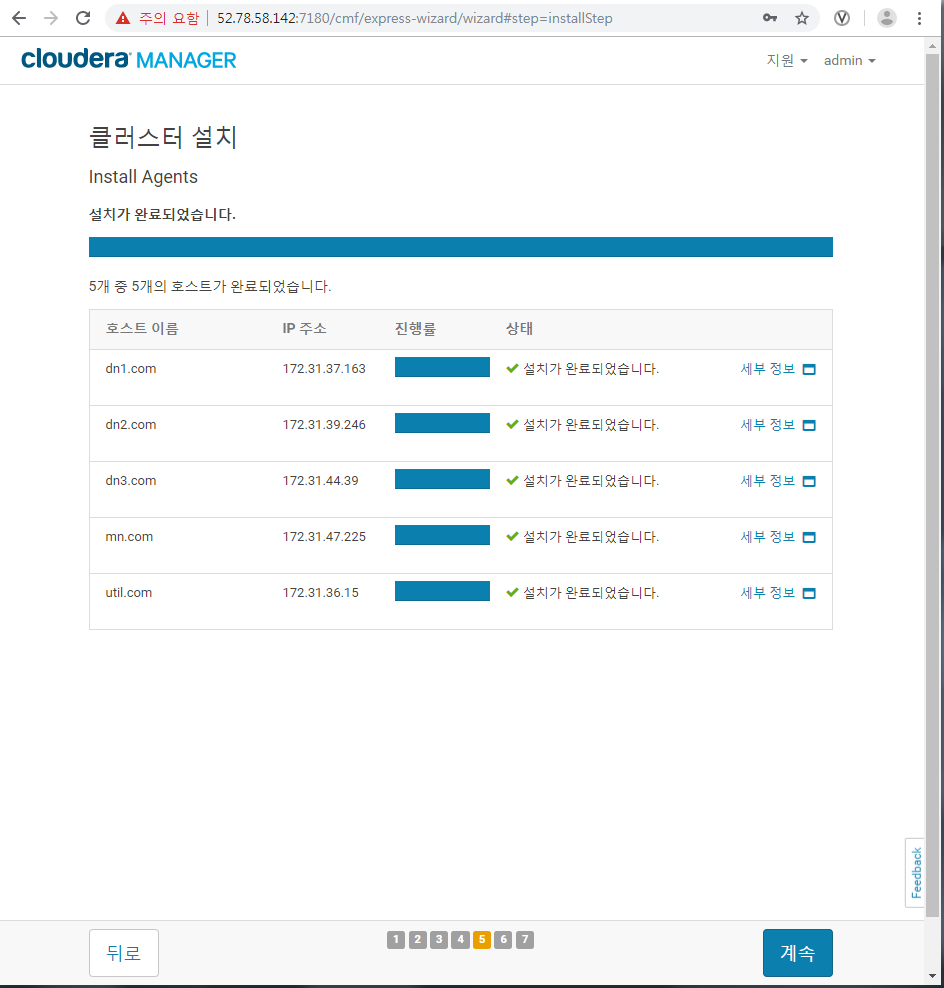 주의 요함 52.78.58.142:7180/cmf/express-wizard/wizard#step=installStep
cloudera MANAGER 지원 admin
클러스터 설치
Install Agents
설치가 완료되었습니다.
5개 중 5개의 호스트가 완료되었습니다.
호스트 이름 IP 주소 진행률 상태
dn1.com 172.31.37.163 설치가 완료되었습니다. 세부 정보
dn2.com 172.31.39.246 설치가 완료되었습니다. 세부 정보
dn3.com 172.31.44.39 설치가 완료되었습니다. 세부 정보
mn.com 172.31.47.225 설치가 완료되었습니다. 세부 정보
util.com 172.31.36.15 설치가 완료되었습니다. 세부 정보
Feedback
뒤로 1 2 3 4 5 6 7 계속